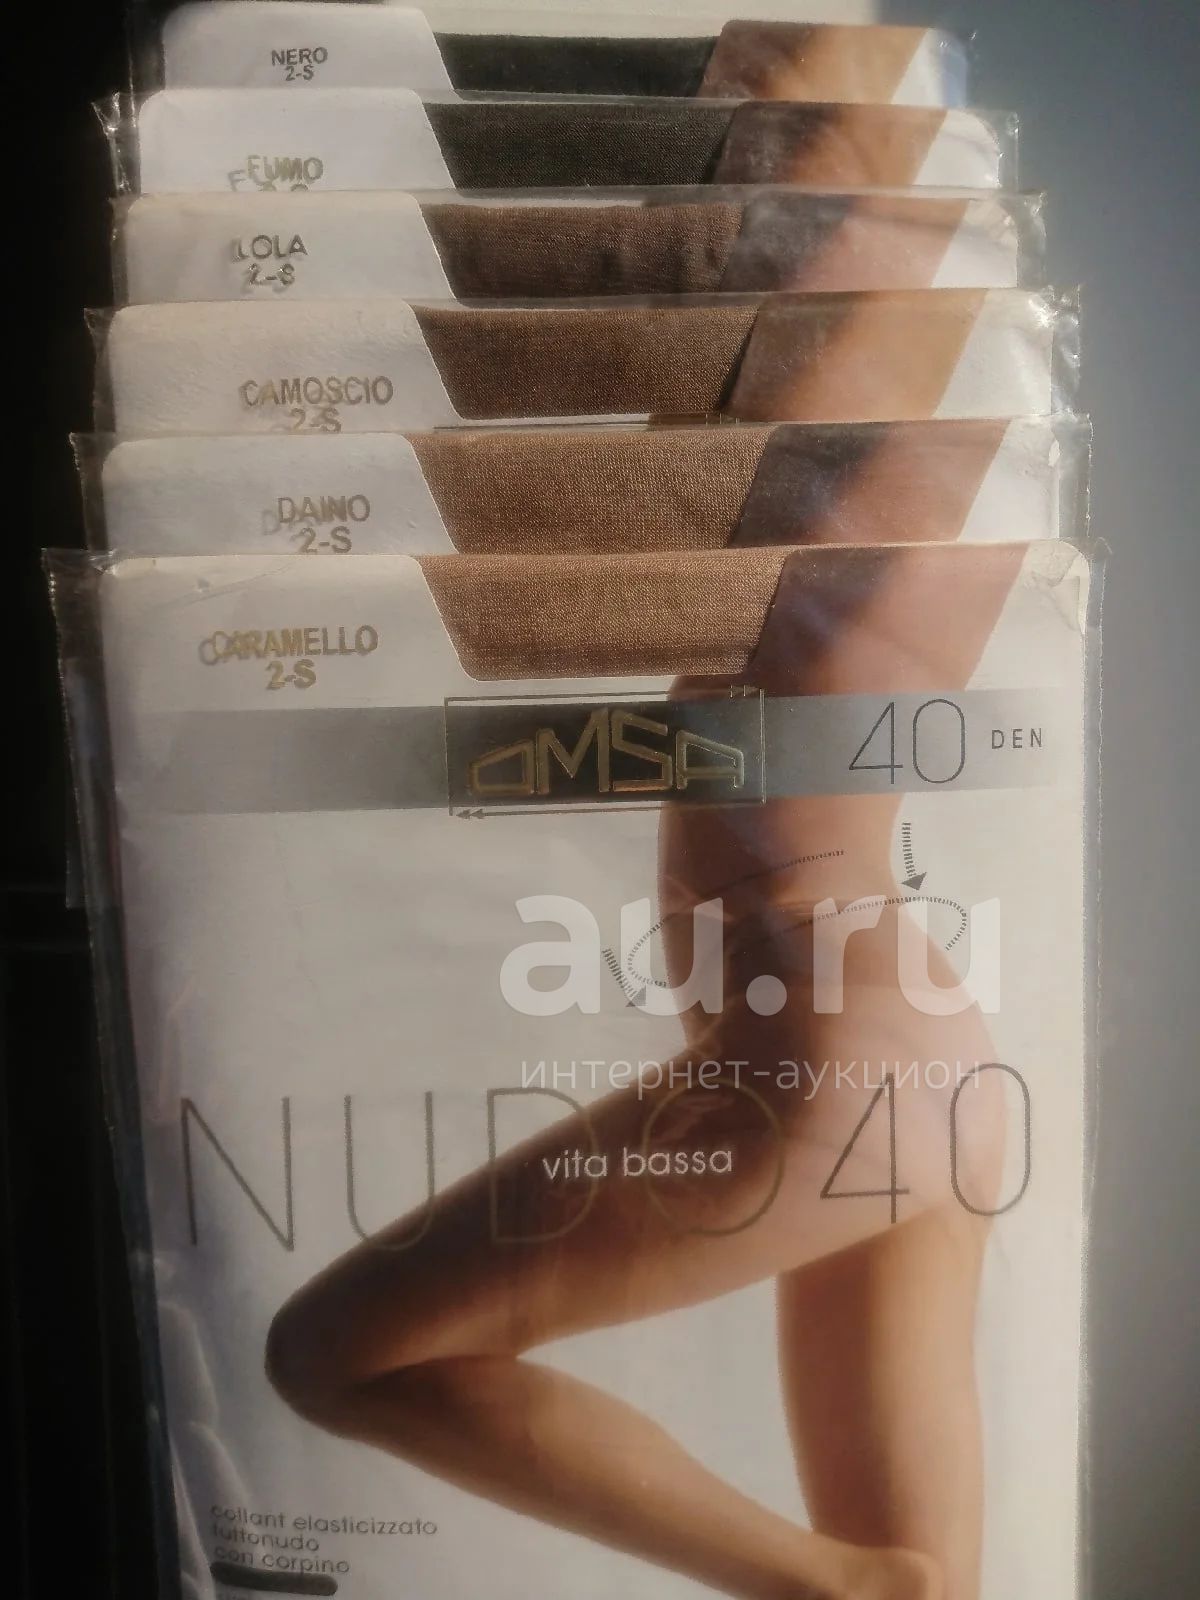 NERO
2-S
FUMO
LOLA
2-S
CAMOSCIO
2-S
DAINO
2-S
CARAMELLO
2-S
OMSA
40 DEN
au.ru
интернет-аукцион
NUDO 40
vita bassa
collant elasticizzato
tuttonudo
con corpino